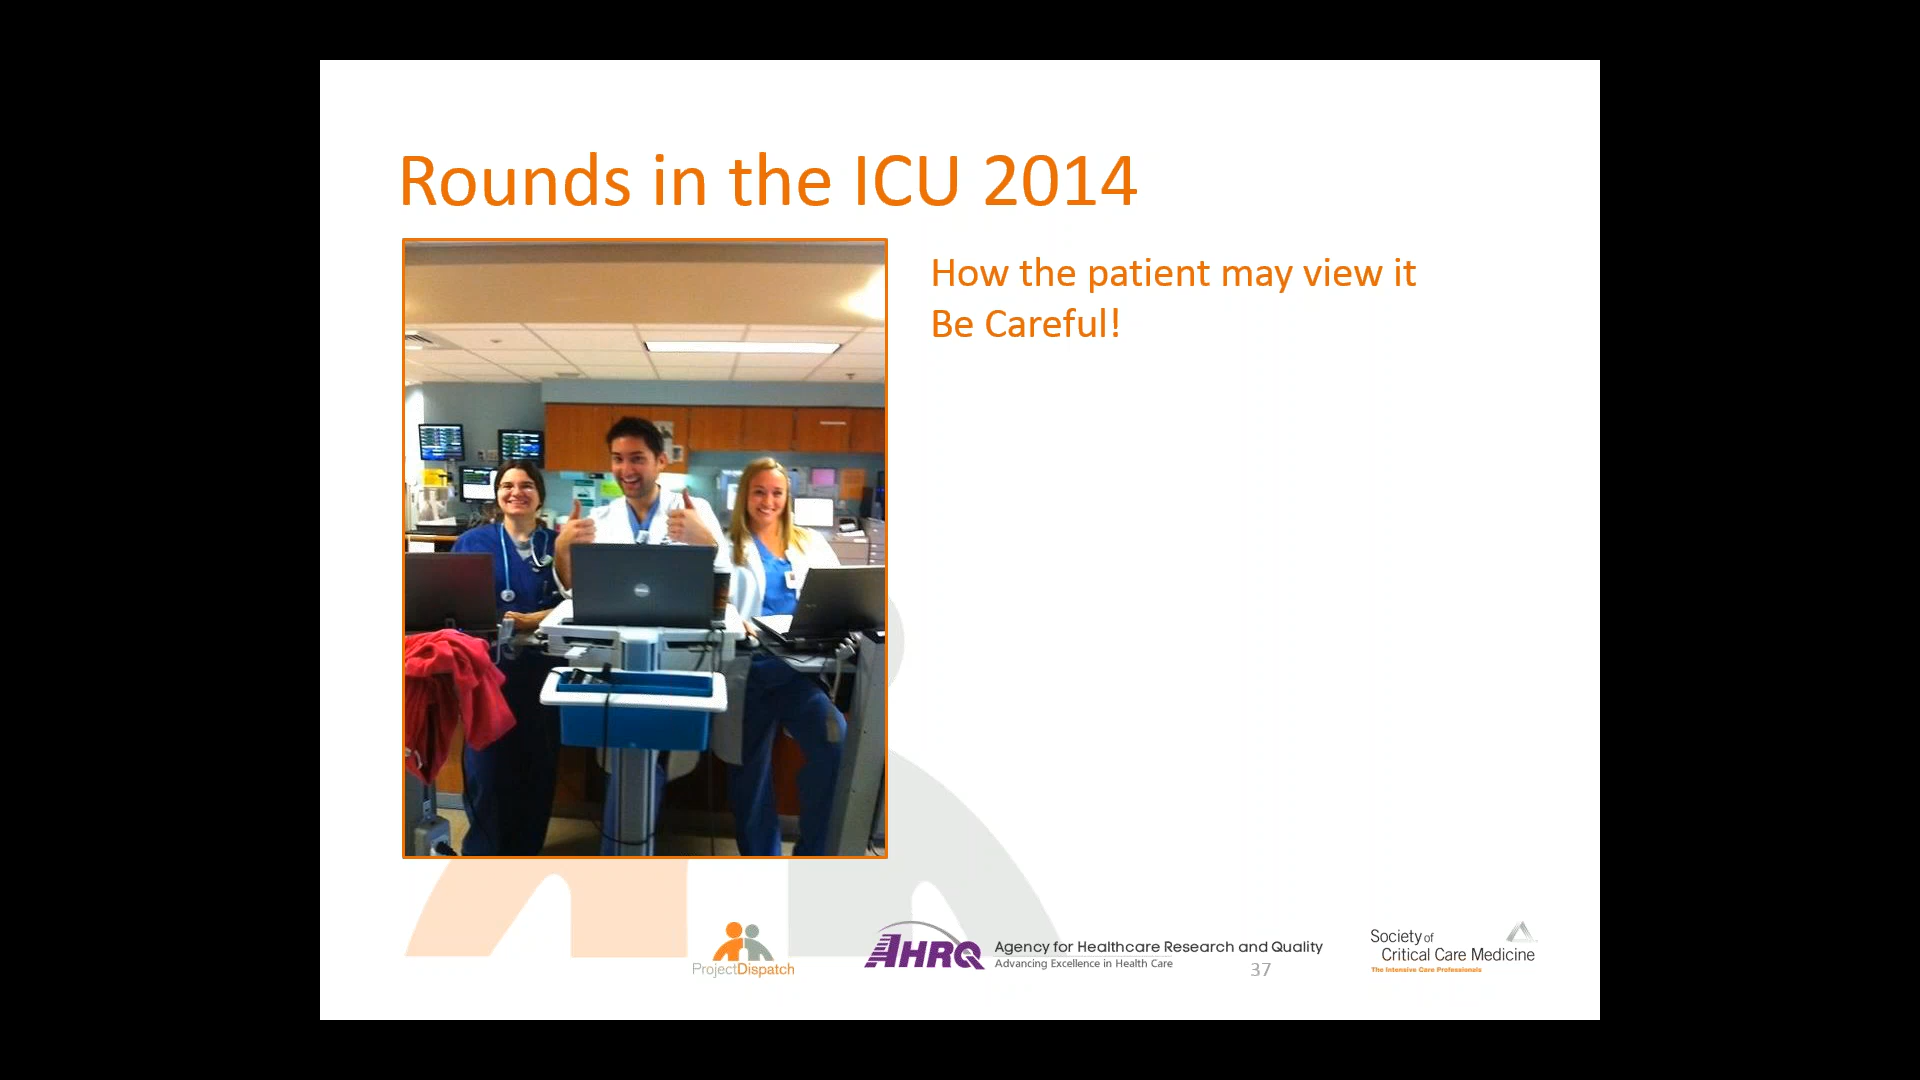 Rounds in the ICU 2014
How the patient may view it
Be Careful!
ProjectDispatch
AHRQ
Agency for Healthcare Research and Quality
Advancing Excellence in Health Care
37
Society of
Critical Care Medicine
The Intensive Care Professionals